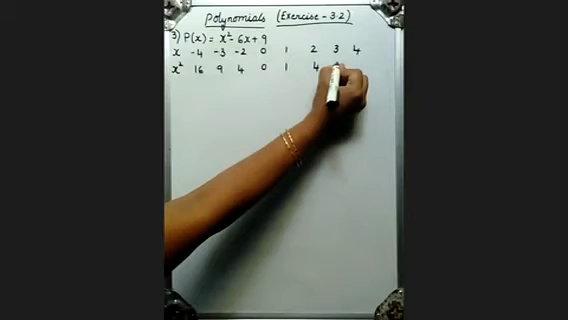 Polynomials (Exercise - 3.2)
3) P(x) = x² - 6x + 9
x -4 -3 -2 0 1 2 3 4
x² 16 9 4 0 1 4